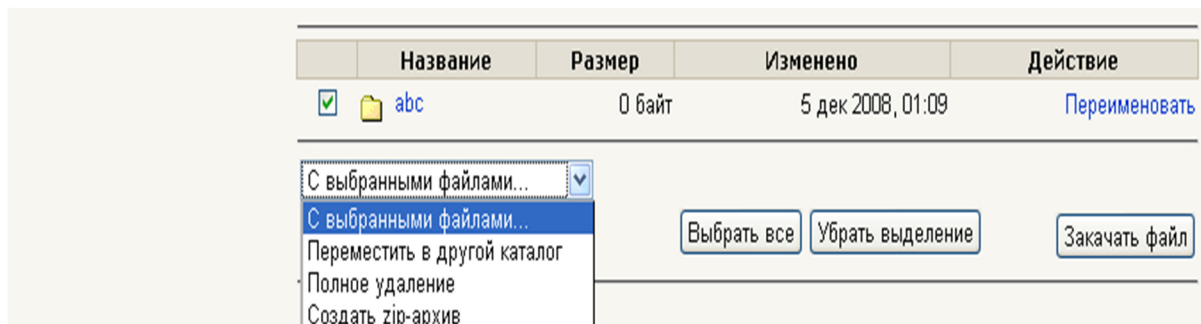 Название Размер Изменено Действие
abc 0 байт 5 дек 2008, 01:09 Переименовать
С выбранными файлами...
С выбранными файлами...
Переместить в другой каталог
Полное удаление
Создать zip-архив
Выбрать все Убрать выделение Закачать файл